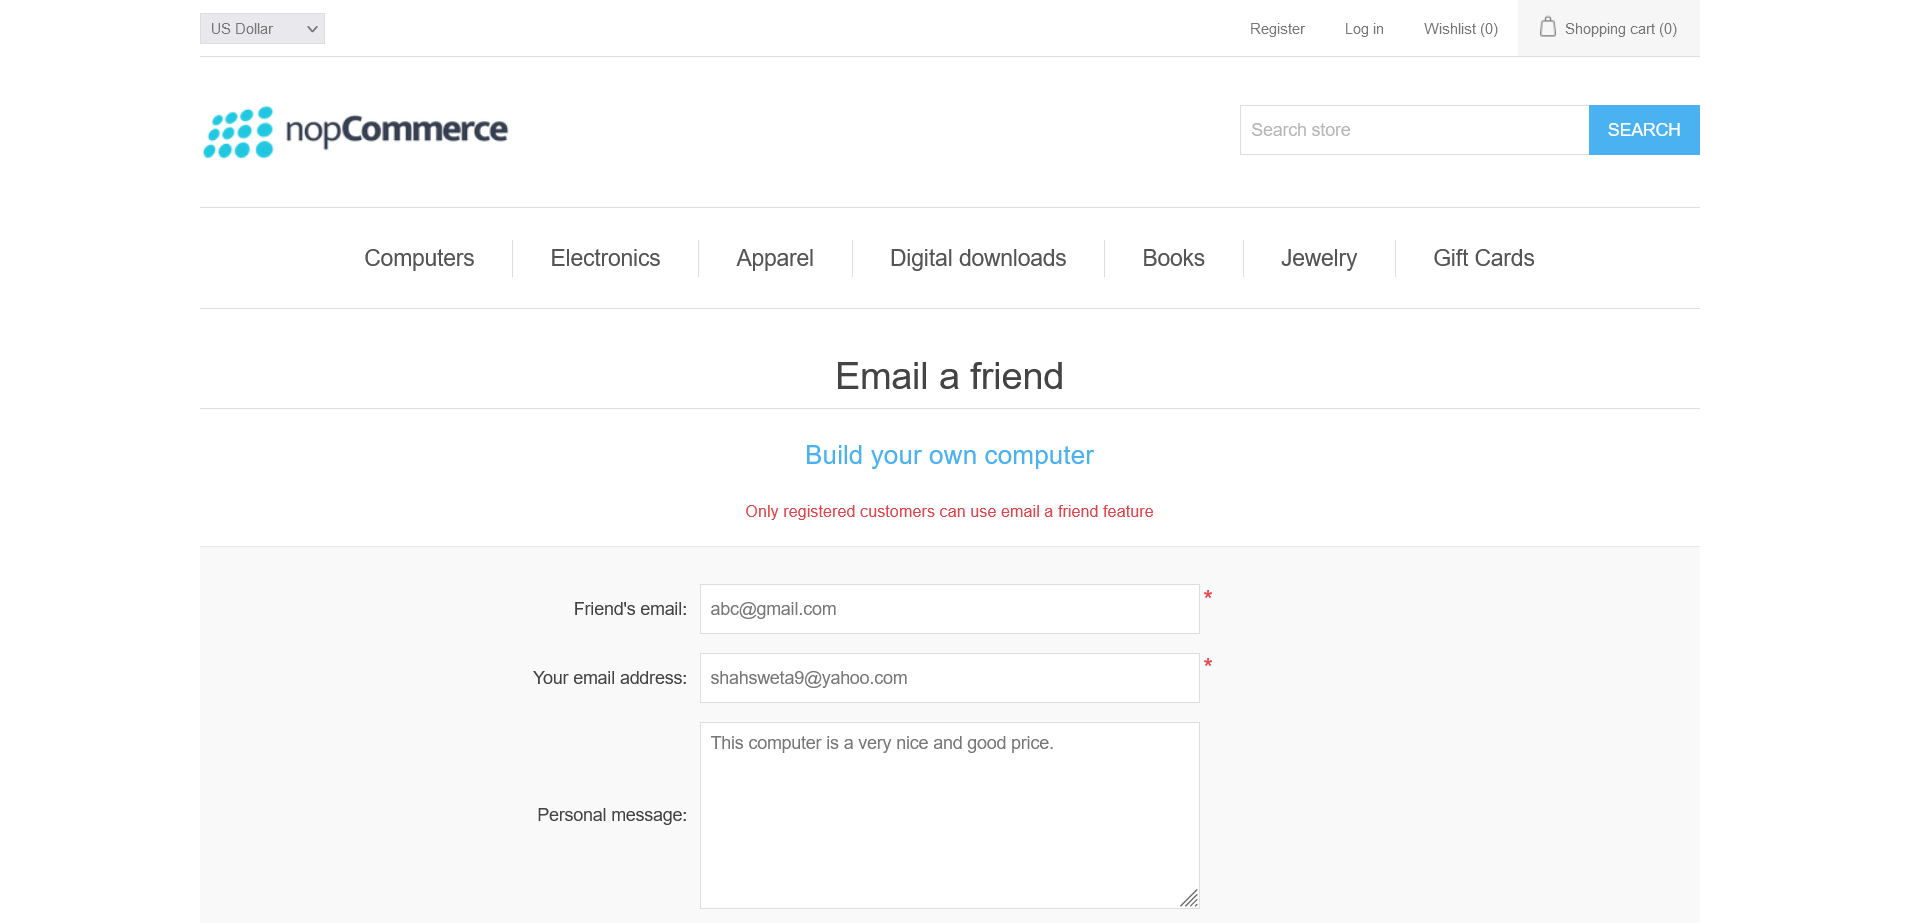 US Dollar
Register
Log in
Wishlist (0)
Shopping cart (0)
nopCommerce
Search store
SEARCH
Computers
Electronics
Apparel
Digital downloads
Books
Jewelry
Gift Cards
Email a friend
Build your own computer
Only registered customers can use email a friend feature
Friend's email:
abc@gmail.com
*
Your email address:
shahsweta9@yahoo.com
*
Personal message:
This computer is a very nice and good price.